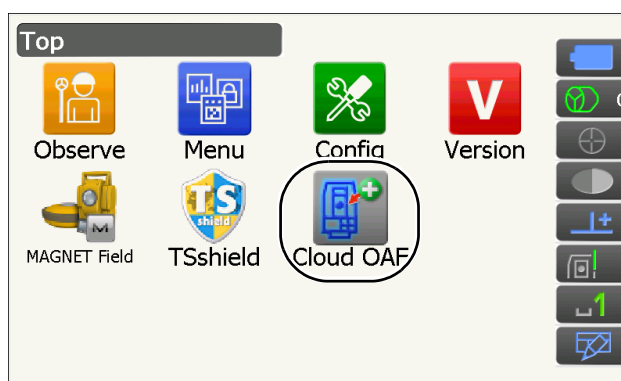 Top
Observe
Menu
Config
V
Version
M
MAGNET Field
TS
shield
TSshield
Cloud OAF
1